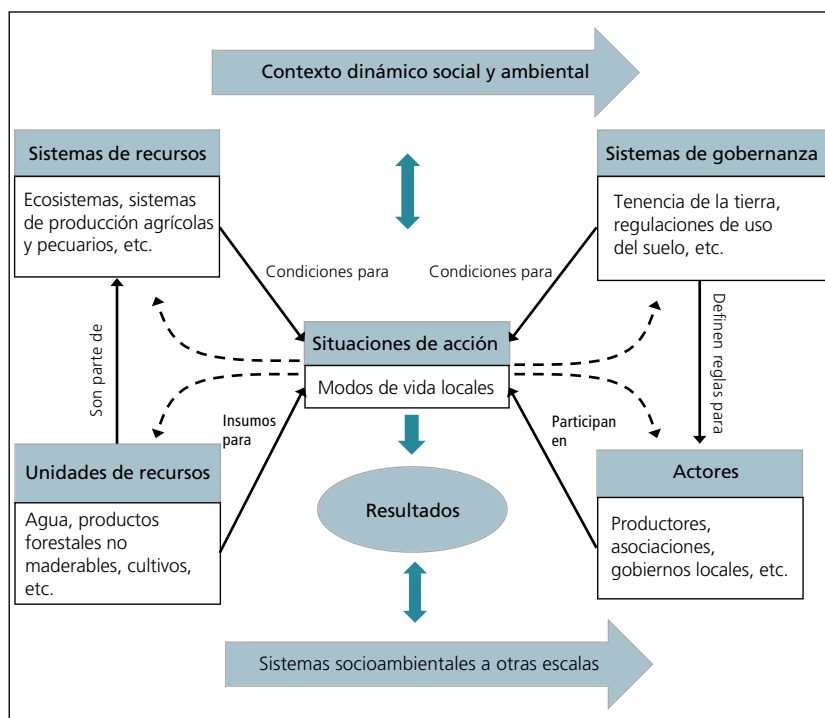 Contexto dinámico social y ambiental
Sistemas de recursos
Ecosistemas, sistemas
de producción agrícolas
y pecuarios, etc.
Sistemas de gobernanza
Tenencia de la tierra,
regulaciones de uso
del suelo, etc.
Condiciones para
Condiciones para
Son parte de
Definen reglas para
Situaciones de acción
Modos de vida locales
Insumos
para
Participan
en
Unidades de recursos
Agua, productos
forestales no
maderables, cultivos,
etc.
Resultados
Actores
Productores,
asociaciones,
gobiernos locales, etc.
Sistemas socioambientales a otras escalas